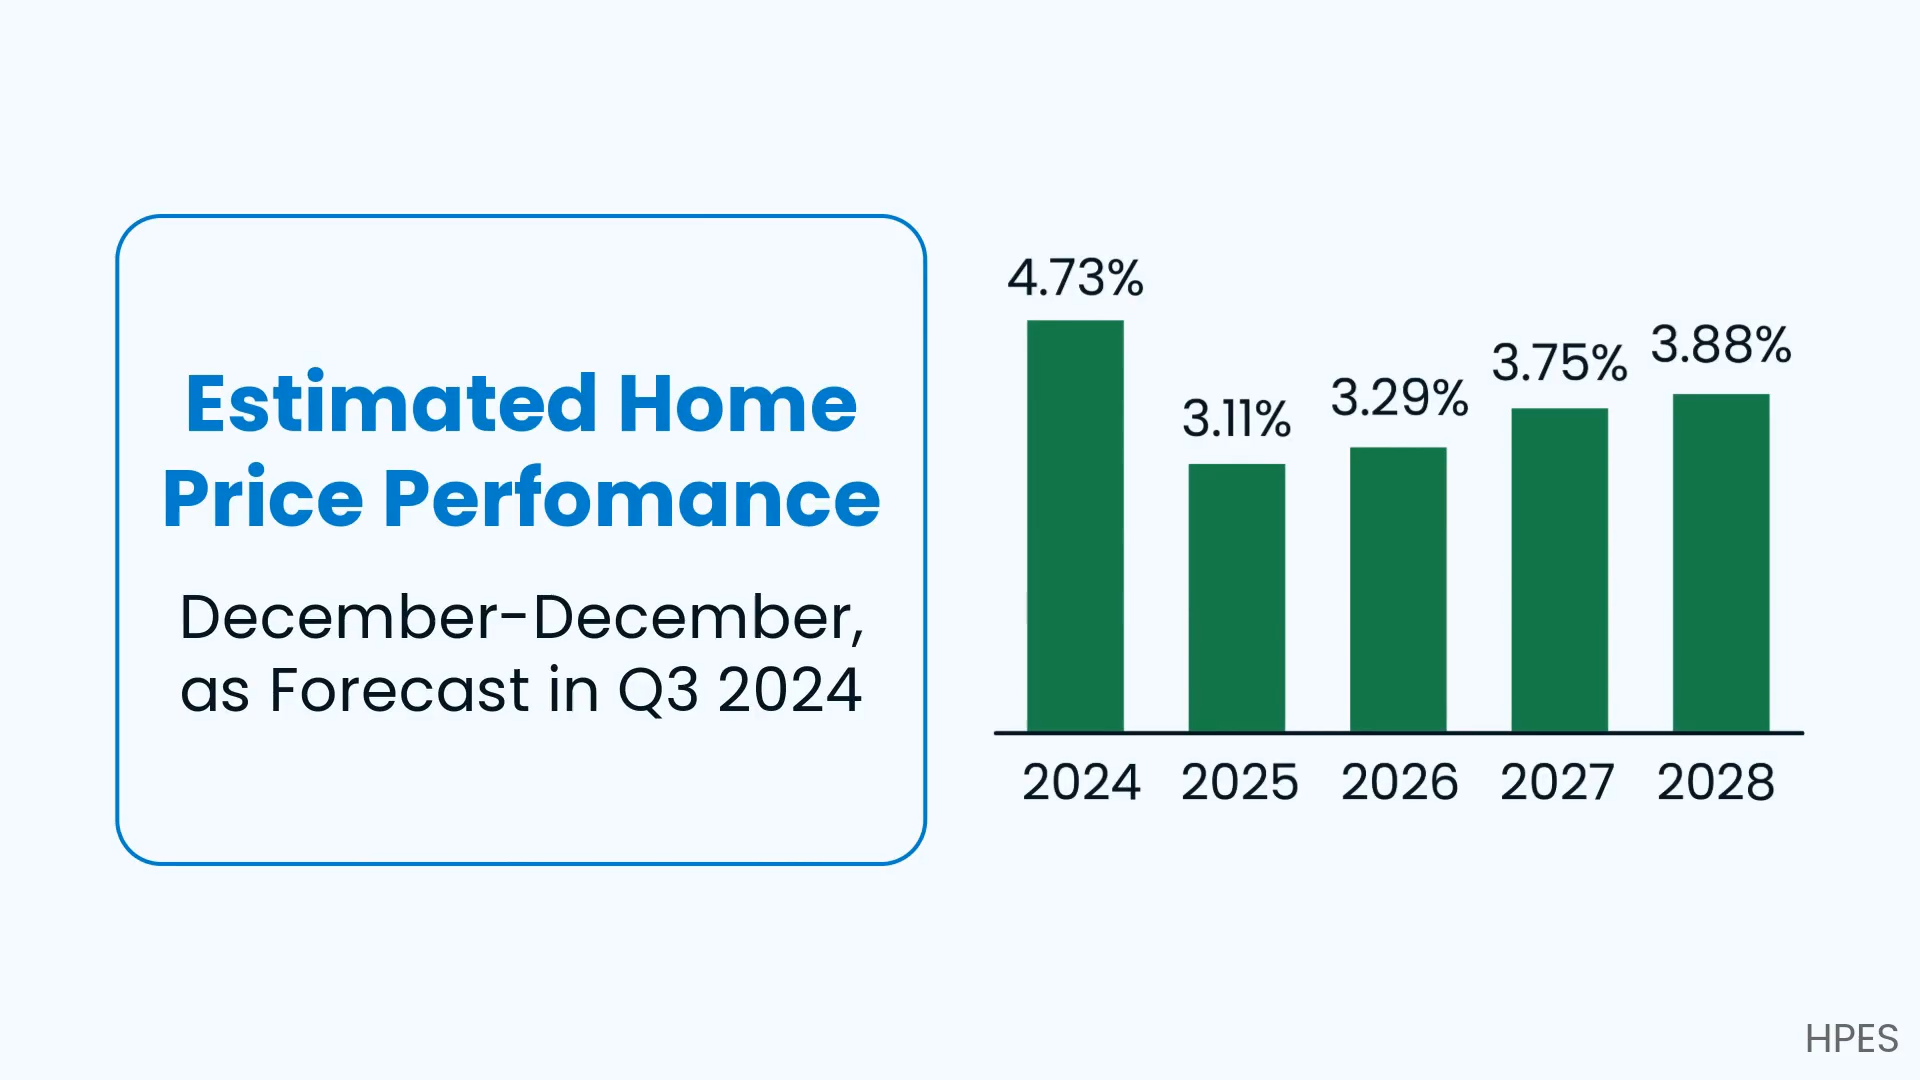 Estimated Home
Price Perfomance
December-December,
as Forecast in Q3 2024
4.73%
3.11%
3.29%
3.75%
3.88%
2024
2025
2026
2027
2028
HPES